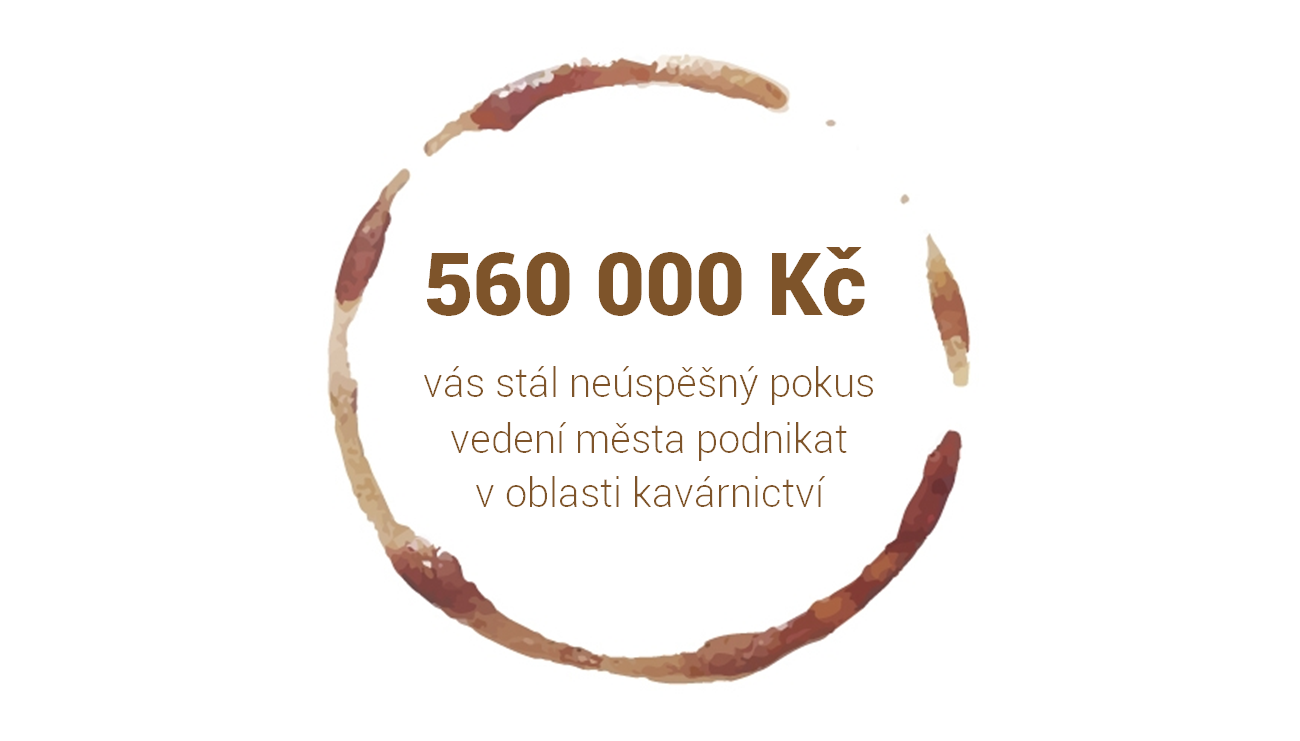 560 000 Kč
vás stál neúspěšný pokus
vedení města podnikat
v oblasti kavárnictví